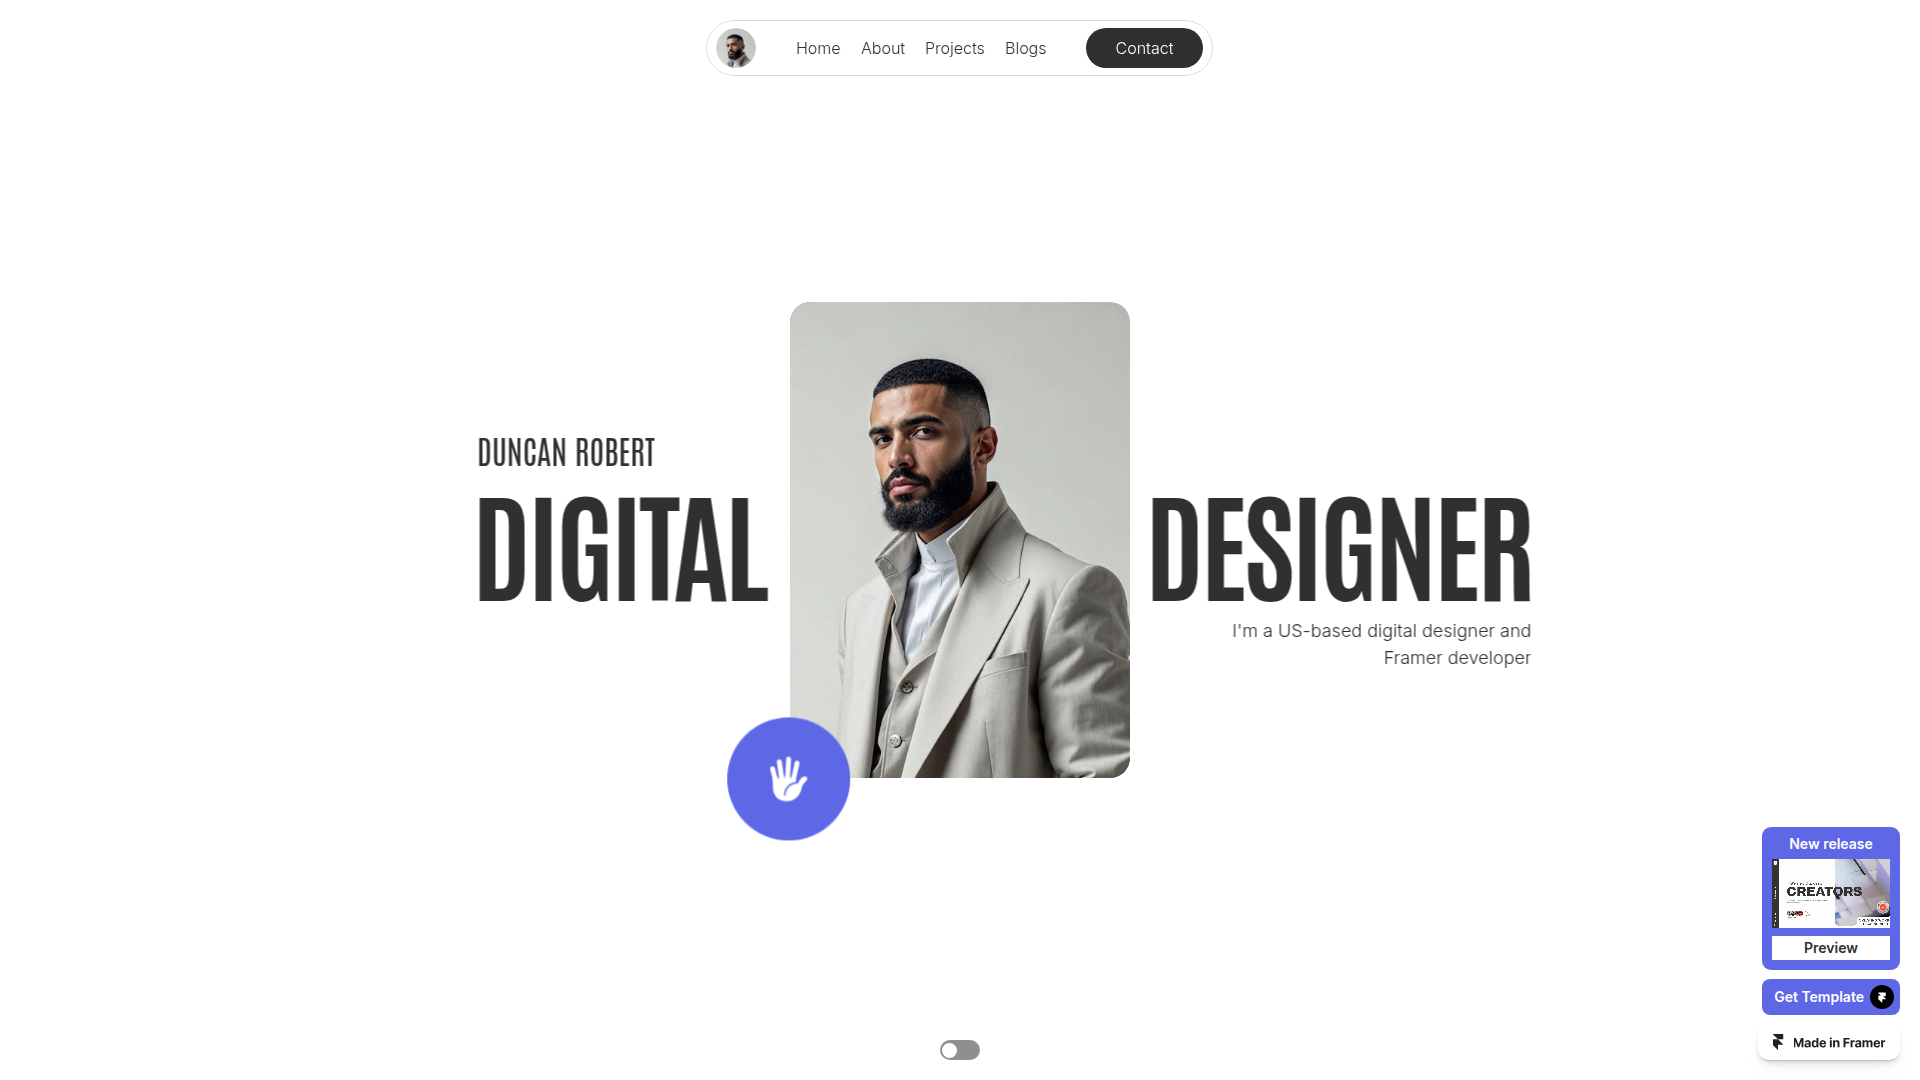 Home About Projects Blogs Contact
DUNCAN ROBERT
DIGITAL
DESIGNER
I'm a US-based digital designer and
Framer developer
New release
CREATORS
Preview
Get Template
Made in Framer